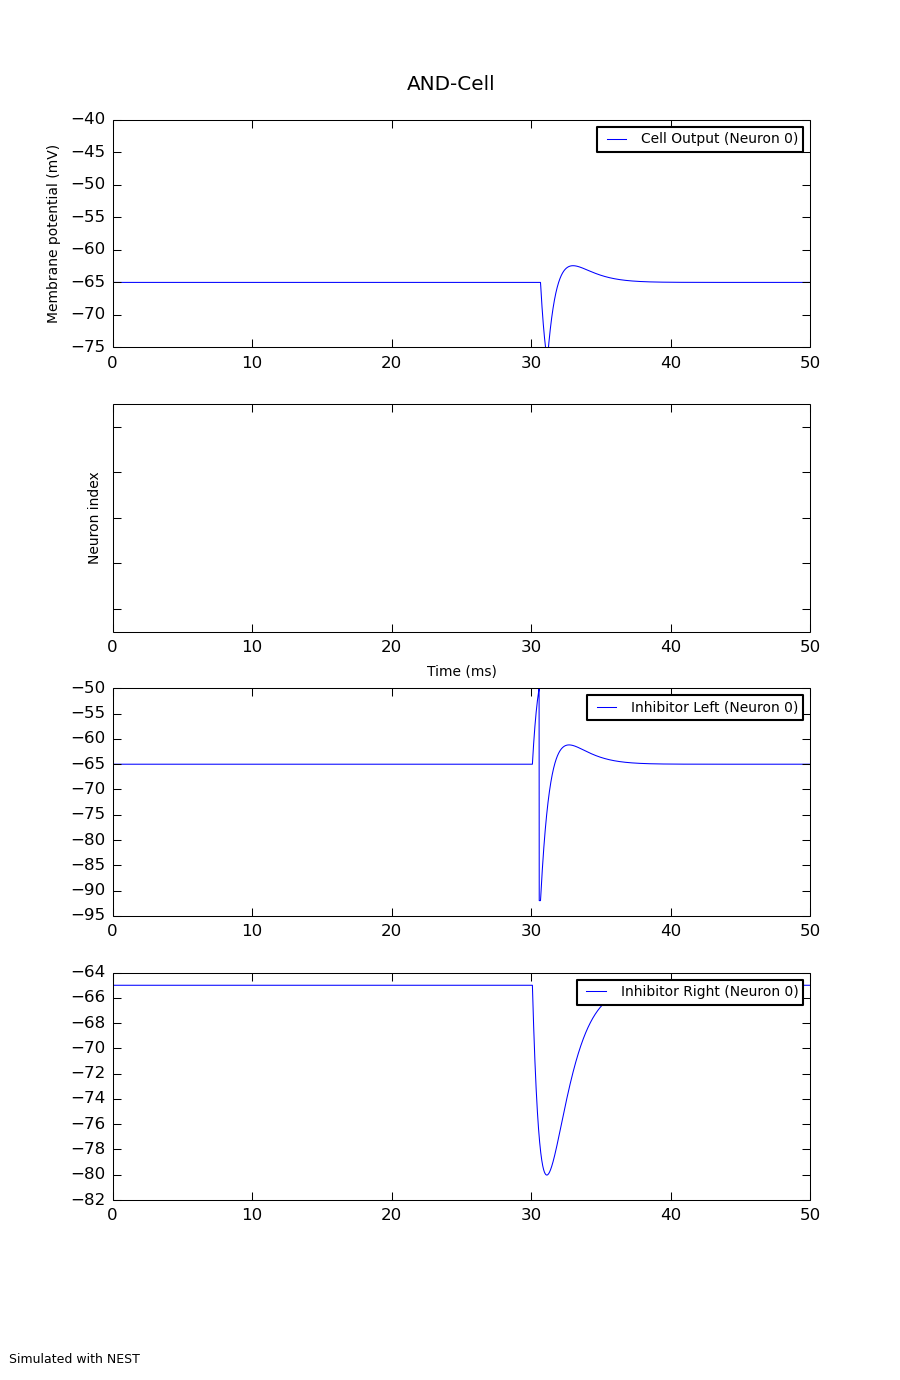 AND-Cell
Membrane potential (mV)
−40
−45
−50
−55
−60
−65
−70
−75
Cell Output (Neuron 0)
0 10 20 30 40 50
Neuron index
0 10 20 30 40 50
Time (ms)
−50
−55
−60
−65
−70
−75
−80
−85
−90
−95
Inhibitor Left (Neuron 0)
0 10 20 30 40 50
−64
−66
−68
−70
−72
−74
−76
−78
−80
−82
Inhibitor Right (Neuron 0)
0 10 20 30 40 50
Simulated with NEST